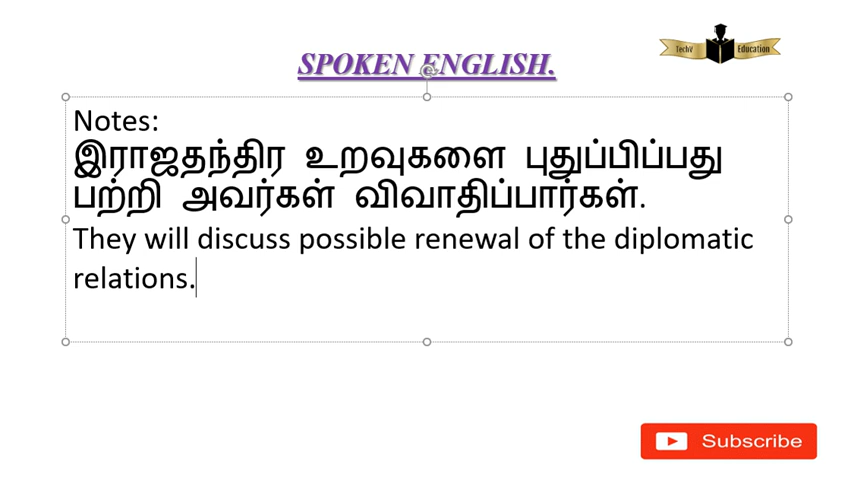 SPOKEN ENGLISH.
TechV Education
Notes:
இராஜதந்திர உறவுகளை புதுப்பிப்பது
பற்றி அவர்கள் விவாதிப்பார்கள்.
They will discuss possible renewal of the diplomatic
relations.
Subscribe